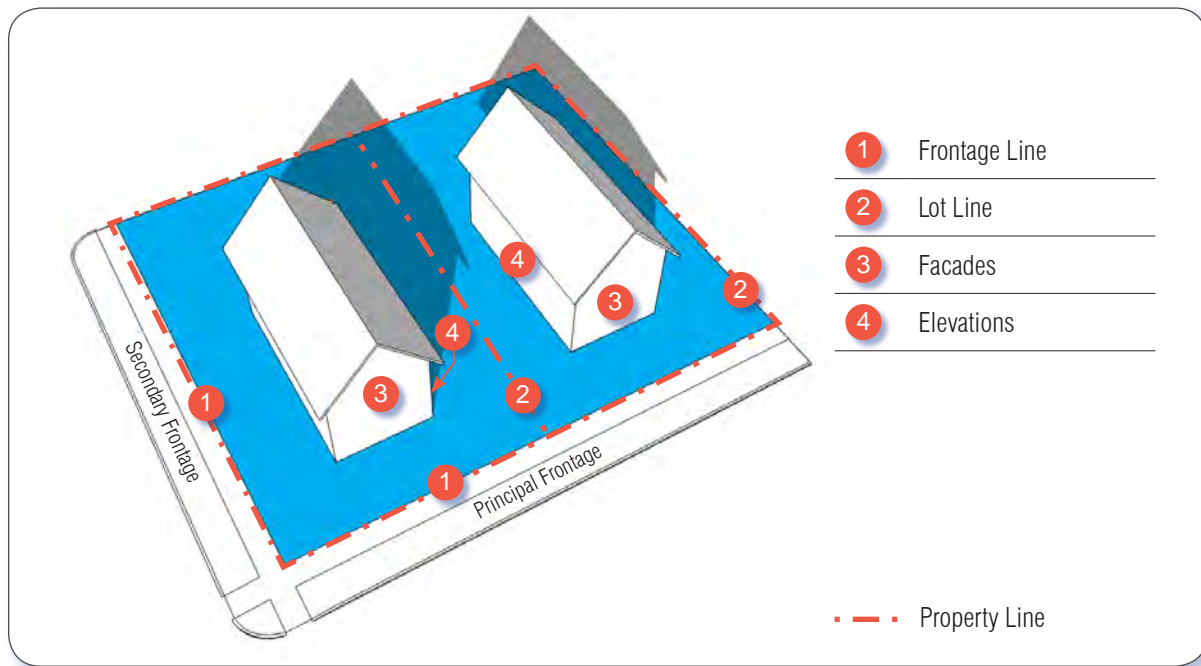 1 Frontage Line
2 Lot Line
3 Facades
4 Elevations
4
3
2
4
3
1
2
1
Secondary Frontage
Principal Frontage
Property Line